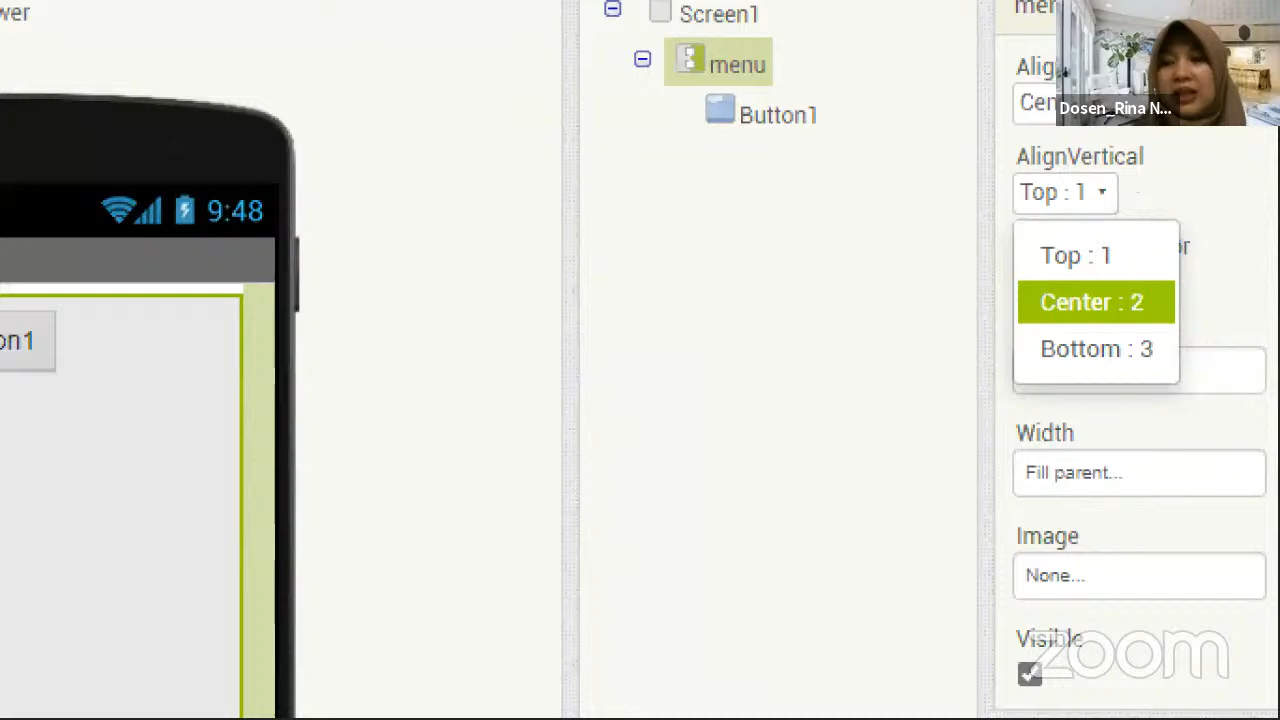 wer
9:48
on1
Screen1
menu
Button1
Dosen_Rina N...
AlignVertical
Top : 1
Top : 1
Center : 2
Bottom : 3
Width
Fill parent...
Image
None...
Visible
zoom